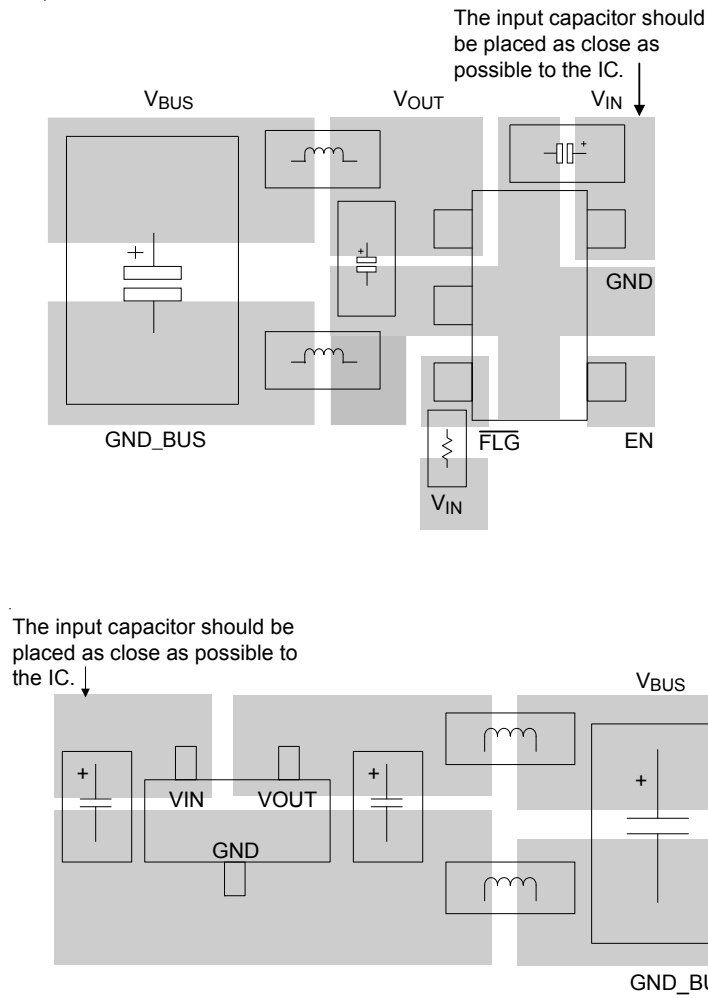 The input capacitor should
be placed as close as
possible to the IC.
VBUS
VOUT
VIN
+
+
+
GND
GND_BUS
FLG
EN
VIN
The input capacitor should be
placed as close as possible to
the IC.
VBUS
+
+
+
VIN
VOUT
GND
GND_BU